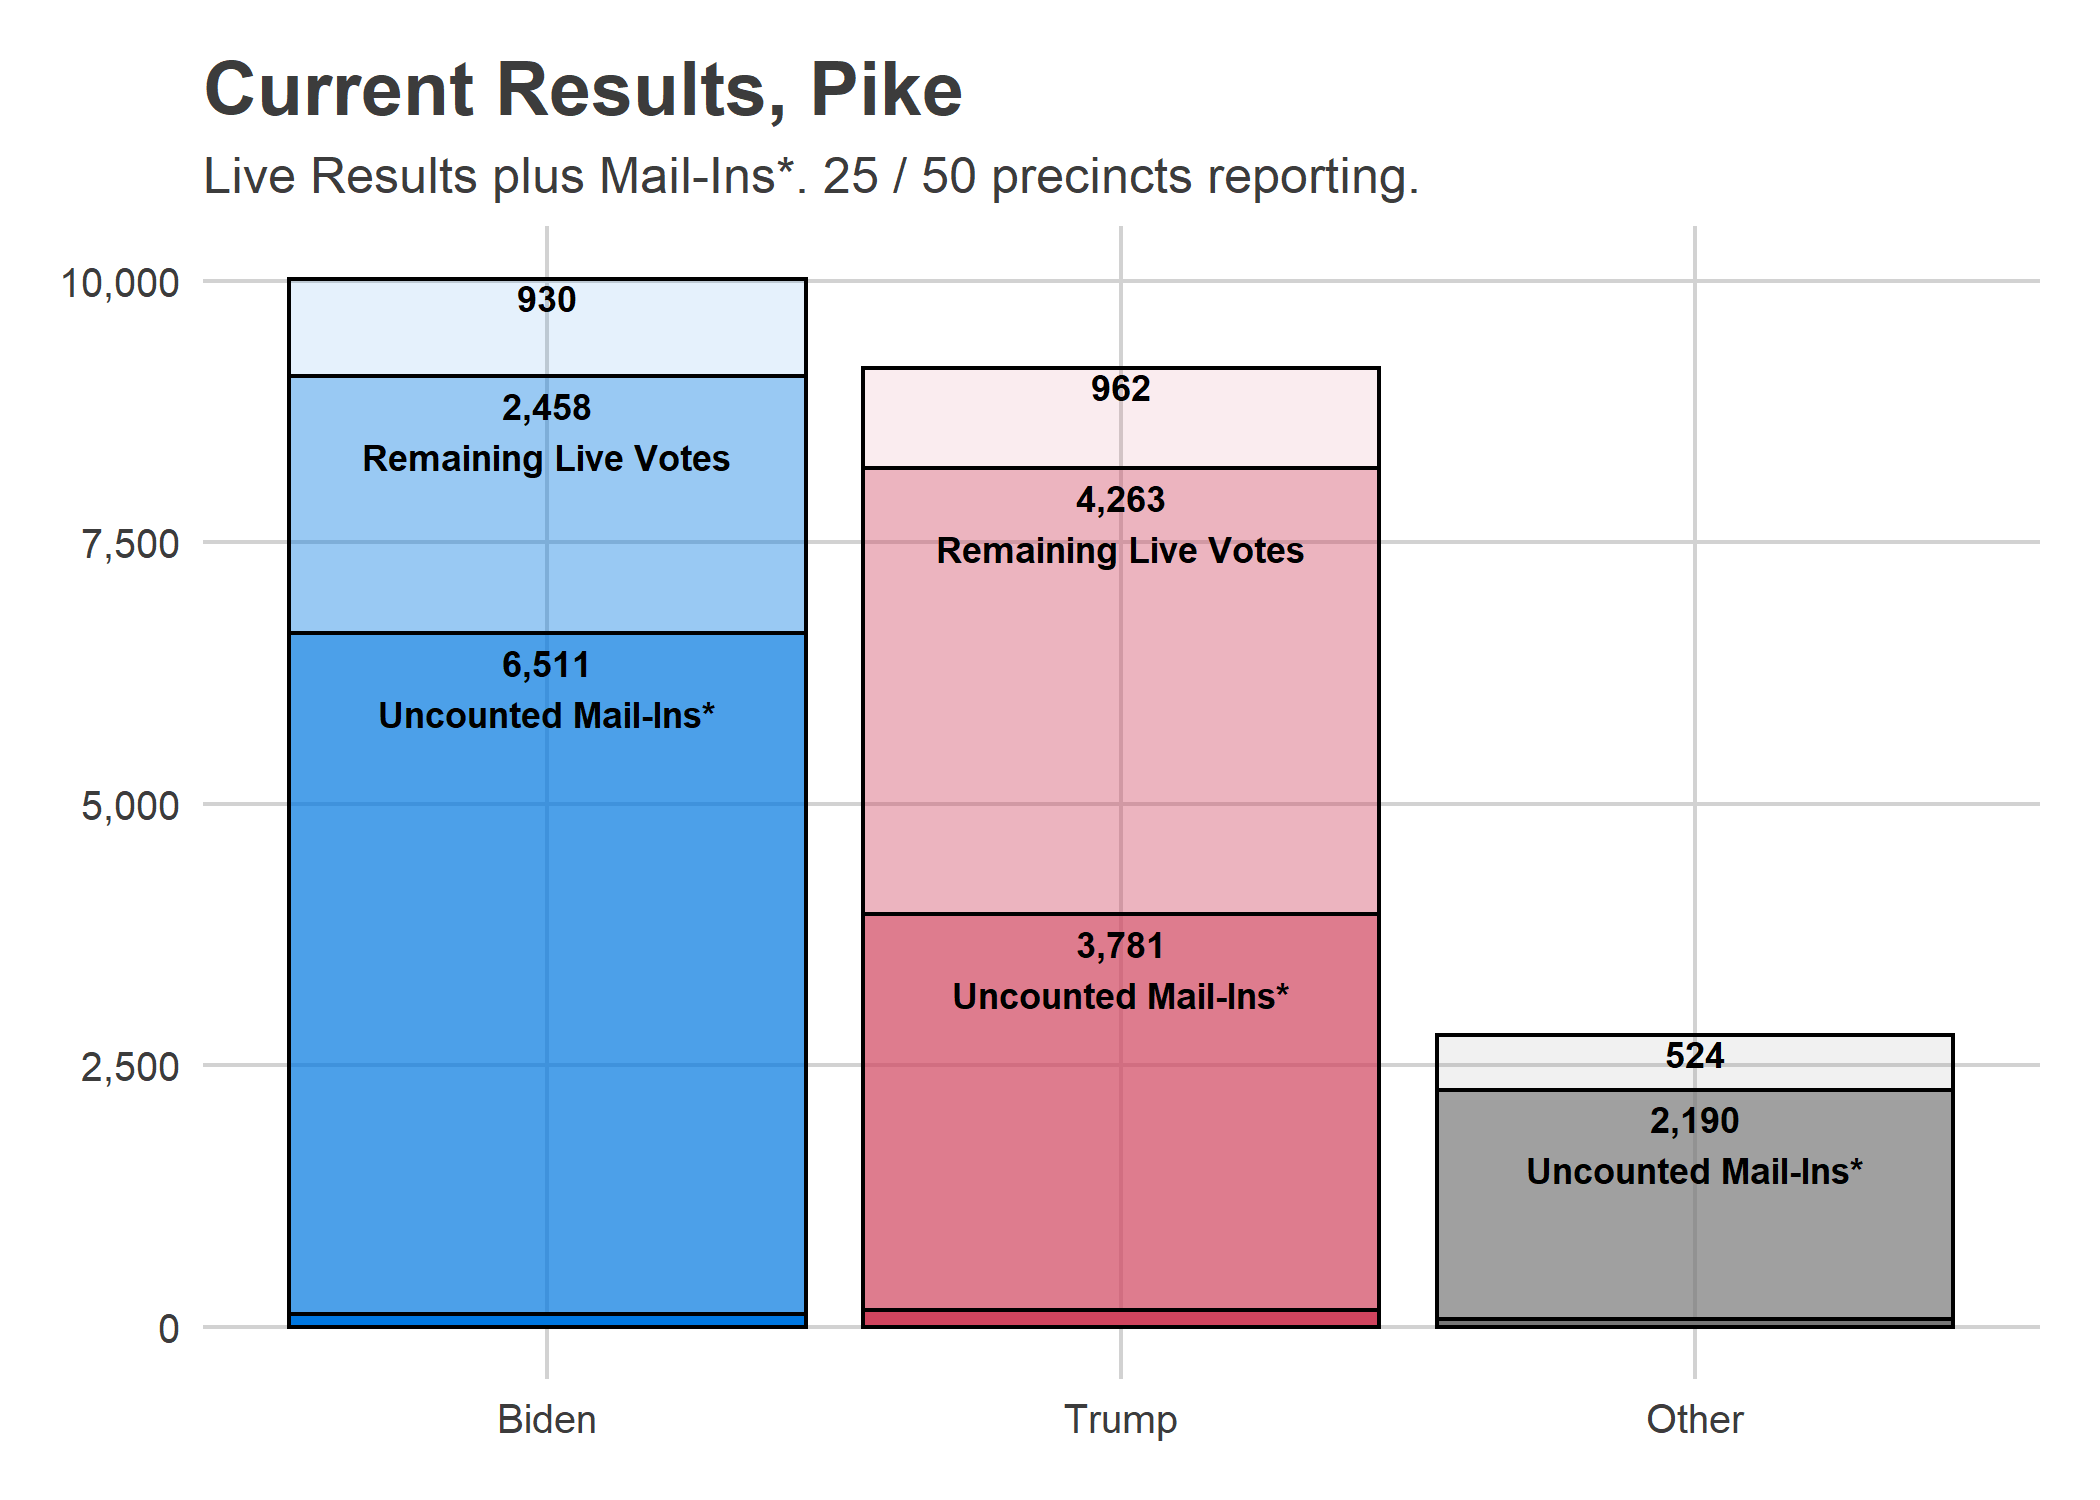 Current Results, Pike
Live Results plus Mail-Ins*. 25 / 50 precincts reporting.
10,000
7,500
5,000
2,500
0
930
2,458
Remaining Live Votes
6,511
Uncounted Mail-Ins*
962
4,263
Remaining Live Votes
3,781
Uncounted Mail-Ins*
524
2,190
Uncounted Mail-Ins*
Biden
Trump
Other